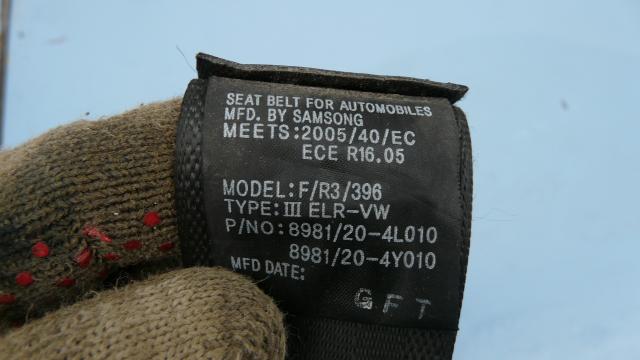 SEAT BELT FOR AUTOMOBILES
MFD. BY SAMSONG
MEETS:2005/40/EC
ECE R16.05
MODEL:F/R3/396
TYPE:III ELR-VW
P/NO:8981/20-4L010
8981/20-4Y010
MFD DATE:
GFT